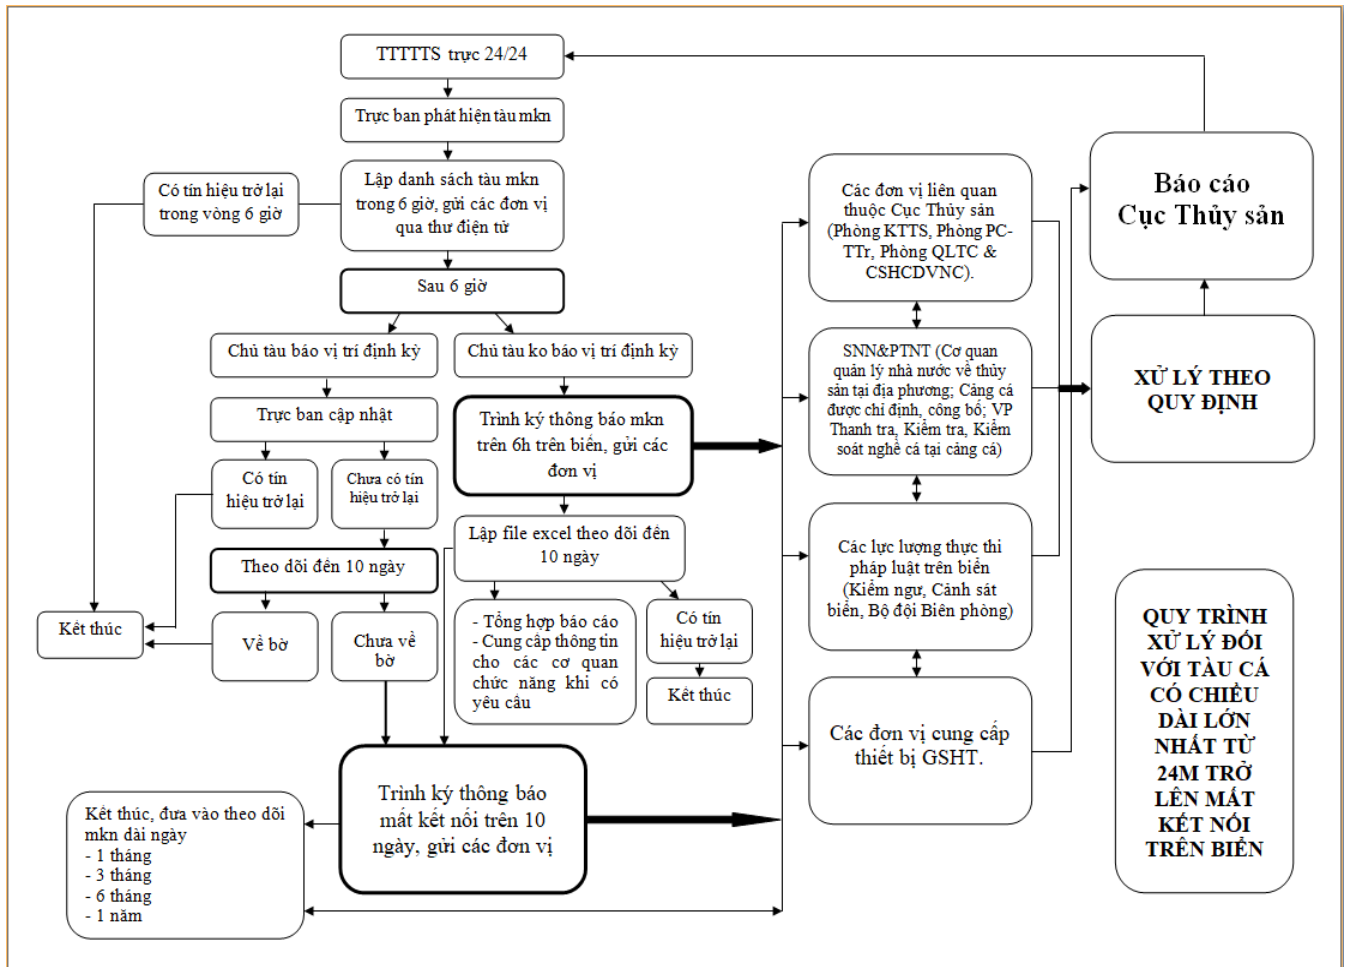 TTTTTS trực 24/24
Trực ban phát hiện tàu mkn
Lập danh sách tàu mkn
trong 6 giờ, gửi các đơn vị
qua thư điện tử
Có tín hiệu trở lại
trong vòng 6 giờ
Sau 6 giờ
Chủ tàu báo vị trí định kỳ
Chủ tàu ko báo vị trí định kỳ
Trực ban cập nhật
Trình ký thông báo mkn
trên 6h trên biển, gửi các
đơn vị
Có tín
hiệu trở lại
Chưa có tín
hiệu trở lại
Lập file excel theo dõi đến
10 ngày
Theo dõi đến 10 ngày
Kết thúc
Về bờ
Chưa về
bờ
- Tổng hợp báo cáo
- Cung cấp thông tin
cho các cơ quan
chức năng khi có
yêu cầu
Có tín
hiệu trở lại
Kết thúc
Trình ký thông báo
mất kết nối trên 10
ngày, gửi các đơn vị
Kết thúc, đưa vào theo dõi
mkn dài ngày
- 1 tháng
- 3 tháng
- 6 tháng
- 1 năm
Các đơn vị liên quan
thuộc Cục Thủy sản
(Phòng KTTS, Phòng PC-
TTr, Phòng QLTC &
CSHCDVNC).
SNN&PTNT (Cơ quan
quản lý nhà nước về thủy
sản tại địa phương; Cảng cá
được chỉ định, công bố; VP
Thanh tra, Kiểm tra, Kiểm
soát nghề cá tại cảng cá)
Các lực lượng thực thi
pháp luật trên biển
(Kiểm ngư, Cảnh sát
biển, Bộ đội Biên phòng)
Các đơn vị cung cấp
thiết bị GSHT.
Báo cáo
Cục Thủy sản
XỬ LÝ THEO
QUY ĐỊNH
QUY TRÌNH
XỬ LÝ ĐỐI
VỚI TÀU CÁ
CÓ CHIỀU
DÀI LỚN
NHẤT TỪ
24M TRỞ
LÊN MẤT
KẾT NỐI
TRÊN BIỂN